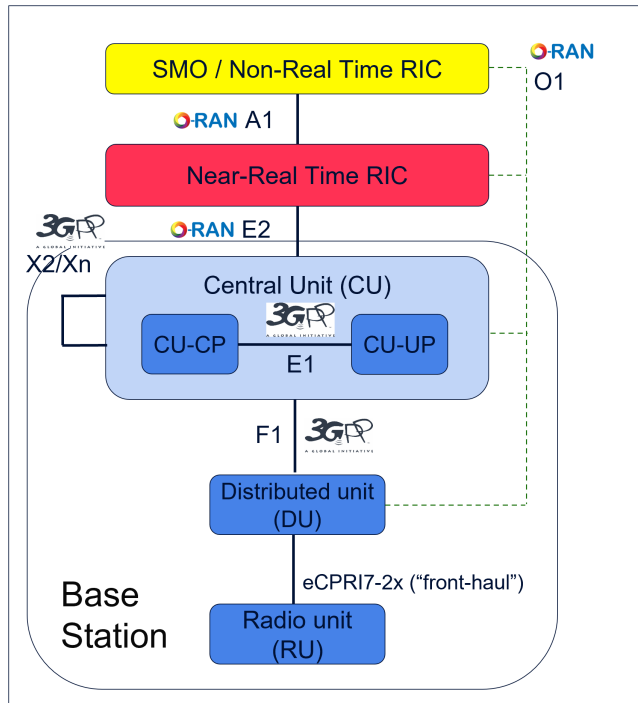 SMO / Non-Real Time RIC
O-RAN
O1
O-RAN A1
Near-Real Time RIC
3GPP
A GLOBAL INITIATIVE
X2/Xn
O-RAN E2
Central Unit (CU)
3GPP
A GLOBAL INITIATIVE
CU-CP
CU-UP
E1
F1
3GPP
A GLOBAL INITIATIVE
Distributed unit
(DU)
eCPRI7-2x (“front-haul”)
Base
Station
Radio unit
(RU)